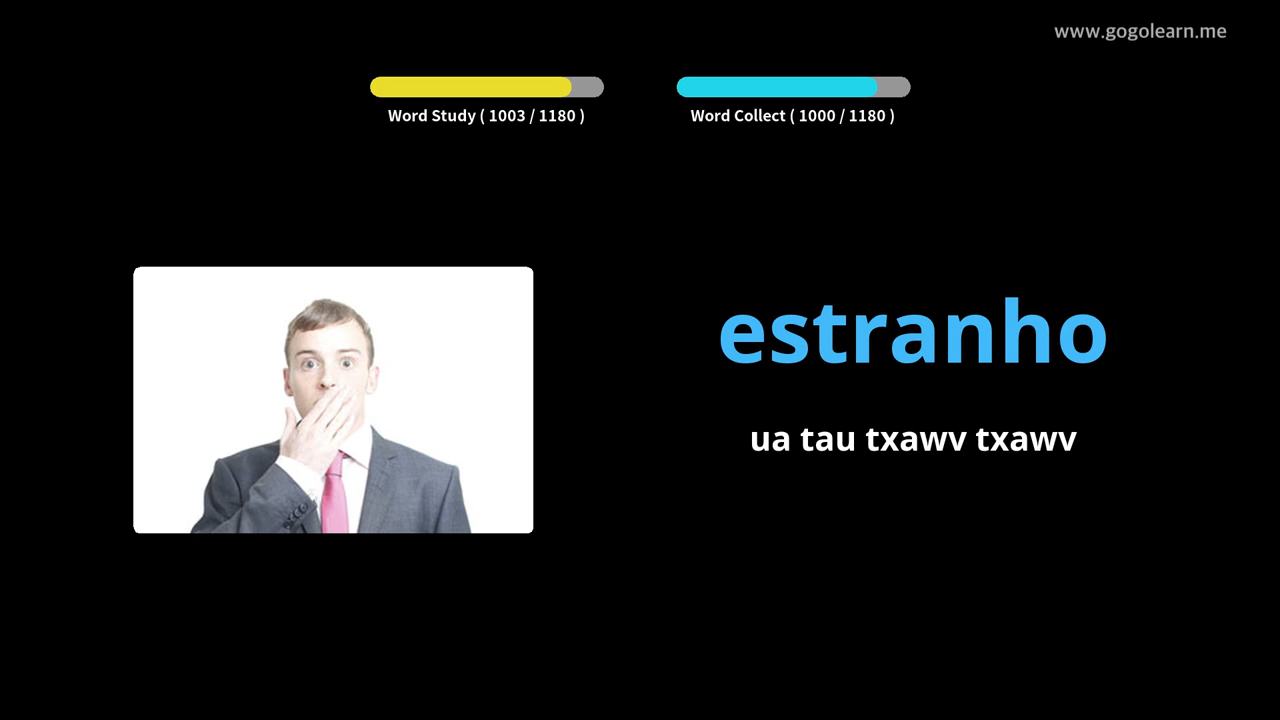 www.gogolearn.me
Word Study ( 1003 / 1180 )
Word Collect ( 1000 / 1180 )
estranho
ua tau txawv txawv